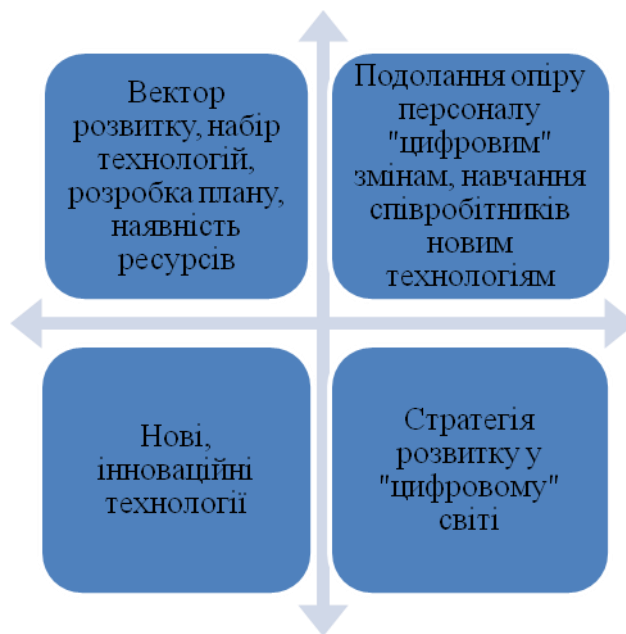 Вектор
розвитку, набір
технологій,
розробка плану,
наявність
ресурсів
Подолання опіру
персоналу
"цифровим"
змінам, навчання
співробітників
новим
технологіям
Нові,
інноваційні
технології
Стратегія
розвитку у
"цифровому"
світі